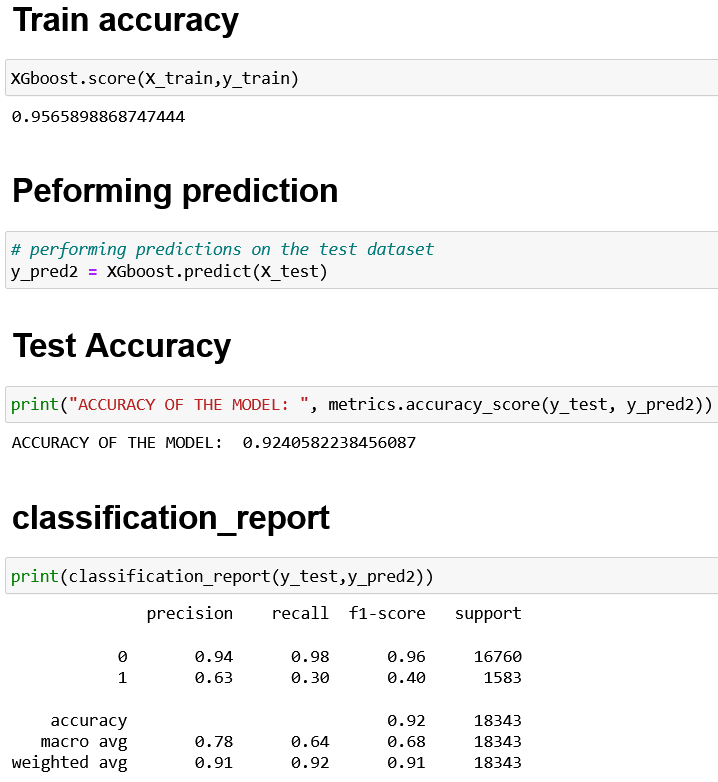 Train accuracy
XGboost.score(X_train,y_train)
0.9565898868747444
Peforming prediction
# performing predictions on the test dataset
y_pred2 = XGboost.predict(X_test)
Test Accuracy
print("ACCURACY OF THE MODEL: ", metrics.accuracy_score(y_test, y_pred2))
ACCURACY OF THE MODEL:  0.9240582238456087
classification_report
print(classification_report(y_test,y_pred2))
              precision    recall  f1-score   support
           0       0.94      0.98      0.96     16760
           1       0.63      0.30      0.40      1583
    accuracy                           0.92     18343
   macro avg       0.78      0.64      0.68     18343
weighted avg       0.91      0.92      0.91     18343